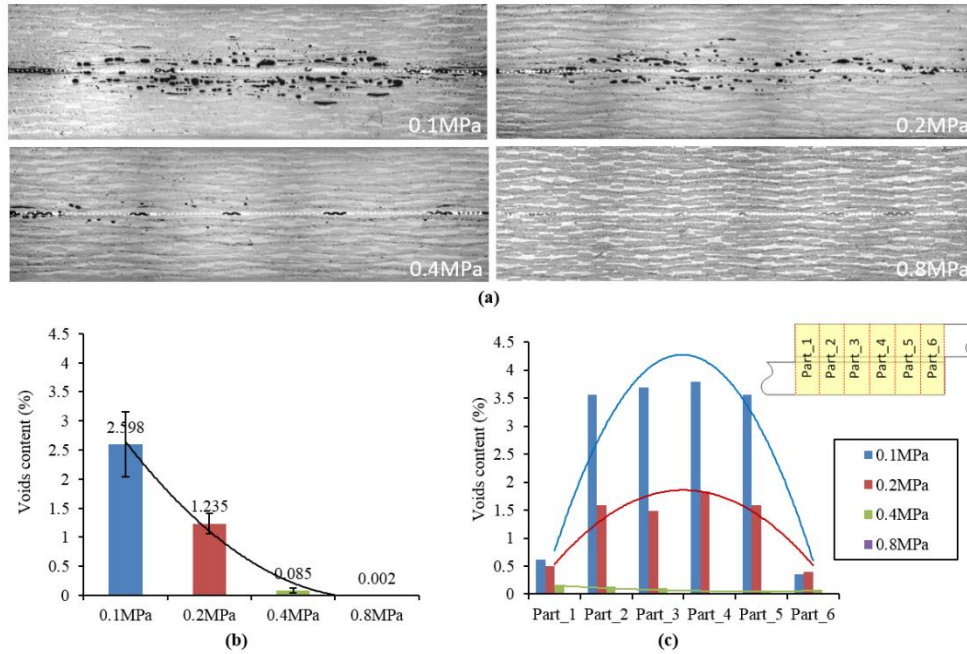 0.1MPa
0.2MPa
0.4MPa
0.8MPa
(a)
Voids content (%)
4.5
4
3.5
3
2.5
2
1.5
1
0.5
0
2.598
1.235
0.085
0.002
0.1MPa
0.2MPa
0.4MPa
0.8MPa
(b)
Voids content (%)
4.5
4
3.5
3
2.5
2
1.5
1
0.5
0
Part_1
Part_2
Part_3
Part_4
Part_5
Part_6
Part_1
Part_2
Part_3
Part_4
Part_5
Part_6
0.1MPa
0.2MPa
0.4MPa
0.8MPa
(c)